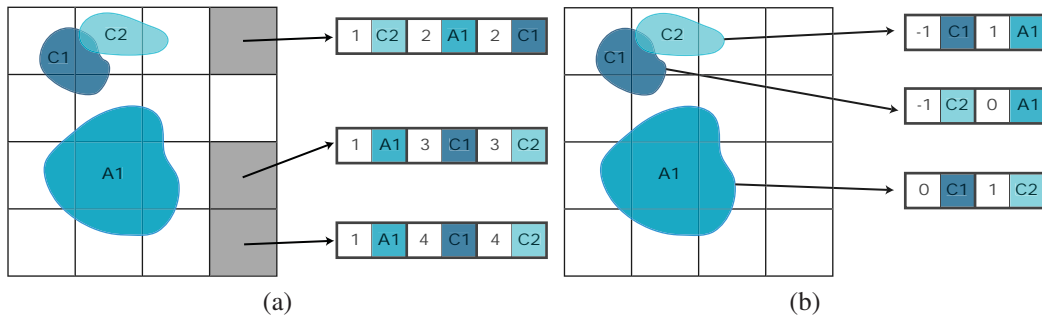 C2
C1
A1
1 C2 2 A1 2 C1
1 A1 3 C1 3 C2
1 A1 4 C1 4 C2
(a)
C2
C1
A1
-1 C1 1 A1
-1 C2 0 A1
0 C1 1 C2
(b)